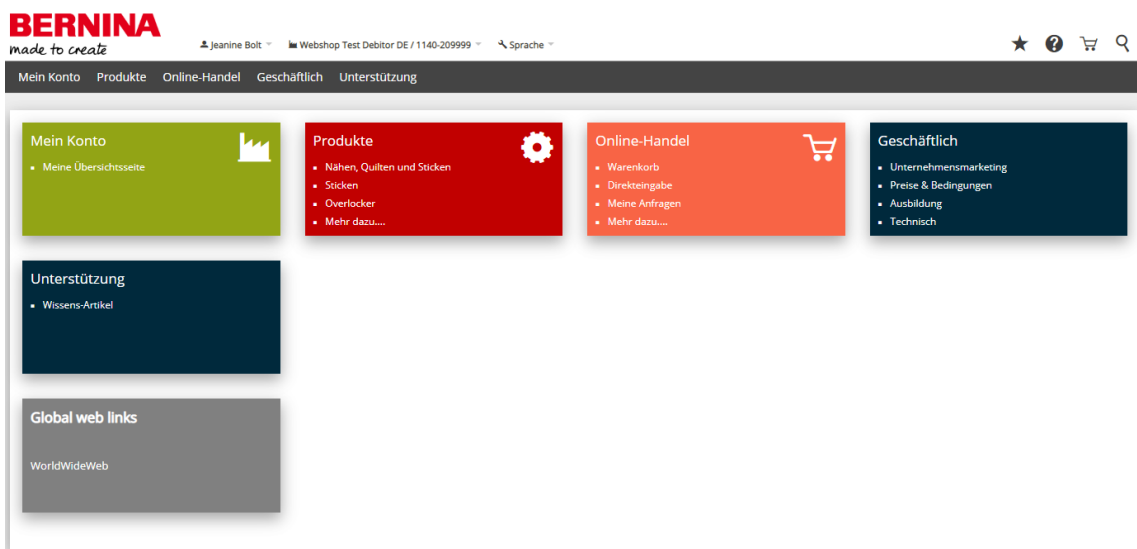 BERNINA
made to create
Jeanine Bolt
Webshop Test Debitor DE / 1140-209999
Sprache
Mein Konto Produkte Online-Handel Geschäftlich Unterstützung
Mein Konto
Meine Übersichtsseite
Produkte
Nähen, Quilten und Sticken
Sticken
Overlocker
Mehr dazu....
Online-Handel
Warenkorb
Direkteingabe
Meine Anfragen
Mehr dazu....
Geschäftlich
Unternehmensmarketing
Preise & Bedingungen
Ausbildung
Technisch
Unterstützung
Wissens-Artikel
Global web links
WorldWideWeb